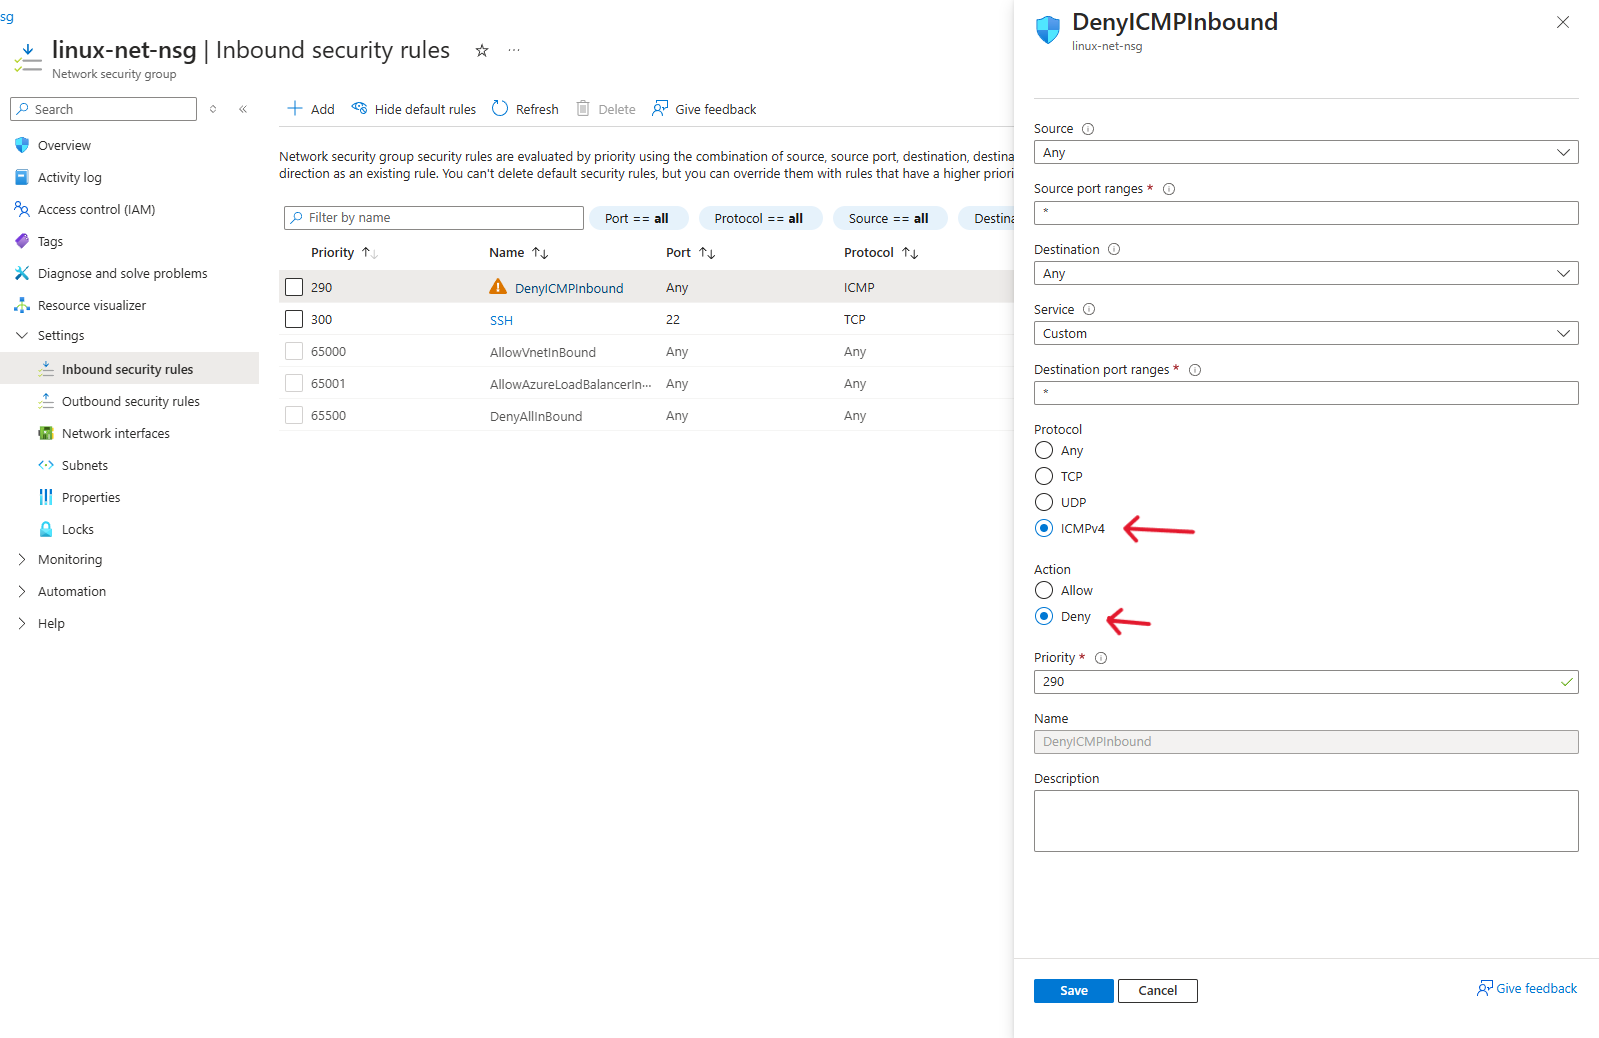 sg
linux-net-nsg | Inbound security rules
Network security group
Search
Overview
Activity log
Access control (IAM)
Tags
Diagnose and solve problems
Resource visualizer
Settings
Inbound security rules
Outbound security rules
Network interfaces
Subnets
Properties
Locks
Monitoring
Automation
Help
Add Hide default rules Refresh Delete Give feedback
Network security group security rules are evaluated by priority using the combination of source, source port, destination, destina
direction as an existing rule. You can't delete default security rules, but you can override them with rules that have a higher priori
Filter by name Port == all Protocol == all Source == all Destina
Priority Name Port Protocol
290 DenyICMPInbound Any ICMP
300 SSH 22 TCP
65000 AllowVnetInBound Any Any
65001 AllowAzureLoadBalancerIn··· Any Any
65500 DenyAllInBound Any Any
DenyICMPInbound
linux-net-nsg
Source
Any
Source port ranges *
*
Destination
Any
Service
Custom
Destination port ranges *
*
Protocol
Any
TCP
UDP
ICMPv4
Action
Allow
Deny
Priority *
290
Name
DenyICMPInbound
Description
Save Cancel Give feedback